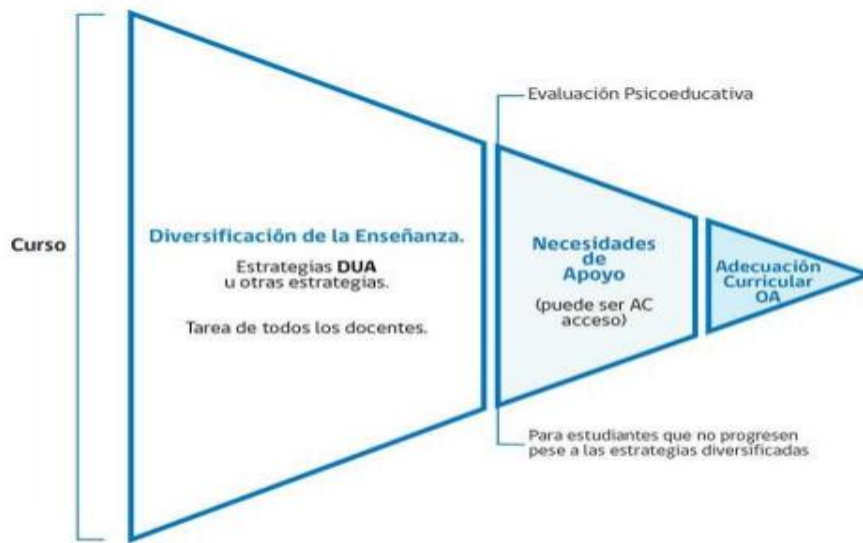 Curso
Diversificación de la Enseñanza.
Estrategias DUA
u otras estrategias.
Tarea de todos los docentes.
Evaluación Psicoeducativa
Necesidades
de
Apoyo
(puede ser AC
acceso)
Para estudiantes que no progresen
pese a las estrategias diversificadas
Adecuación
Curricular
OA